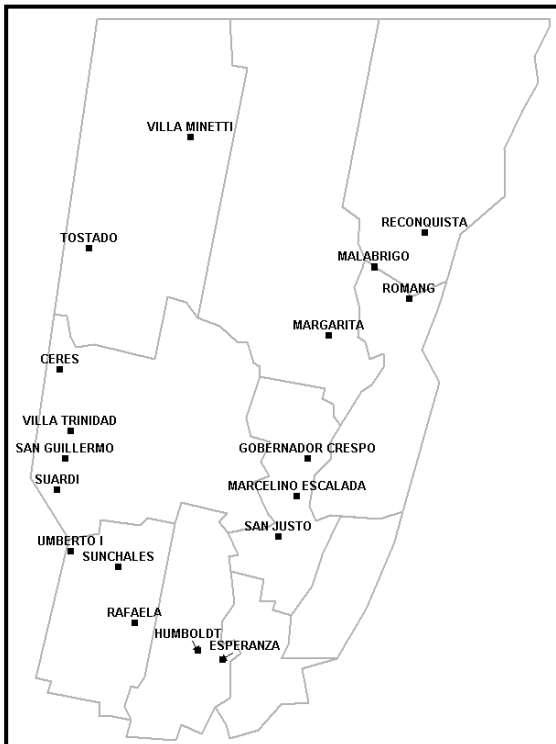 VILLA MINETTI
RECONQUISTA
TOSTADO
MALABRIGO
ROMANG
MARGARITA
CERES
VILLA TRINIDAD
SAN GUILLERMO
GOBERNADOR CRESPO
SUARDI
MARCELINO ESCALADA
SAN JUSTO
UMBERTO I
SUNCHALES
RAFAELA
HUMBOLDT
ESPERANZA